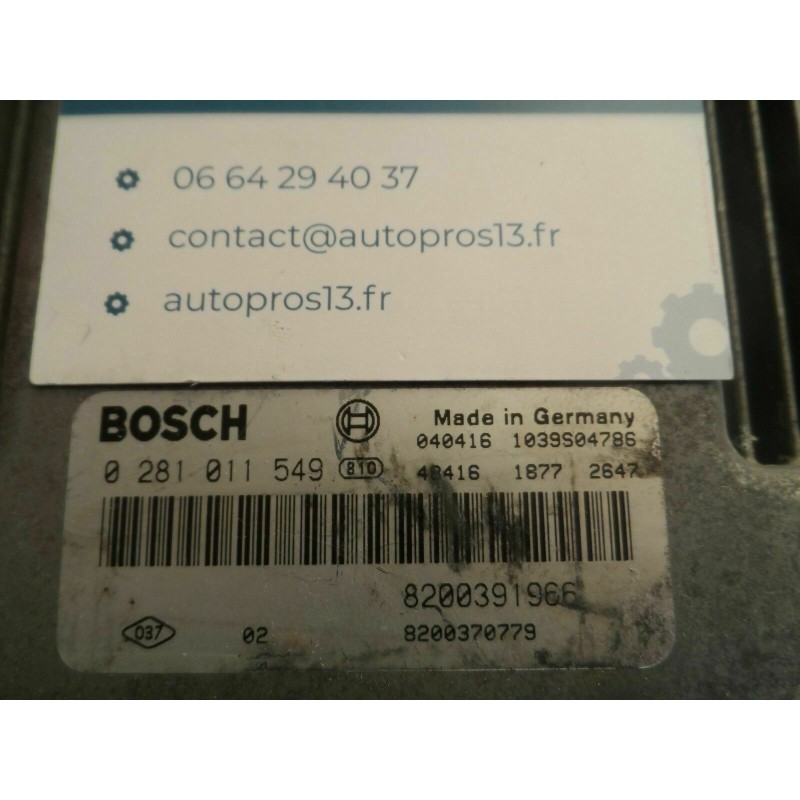 06 64 29 40 37
contact@autopros13.fr
autopros13.fr
BOSCH
Made in Germany
040416 1039S04786
0 281 011 549 810
48416 1877 2647
8200391966
037 02 8200370779